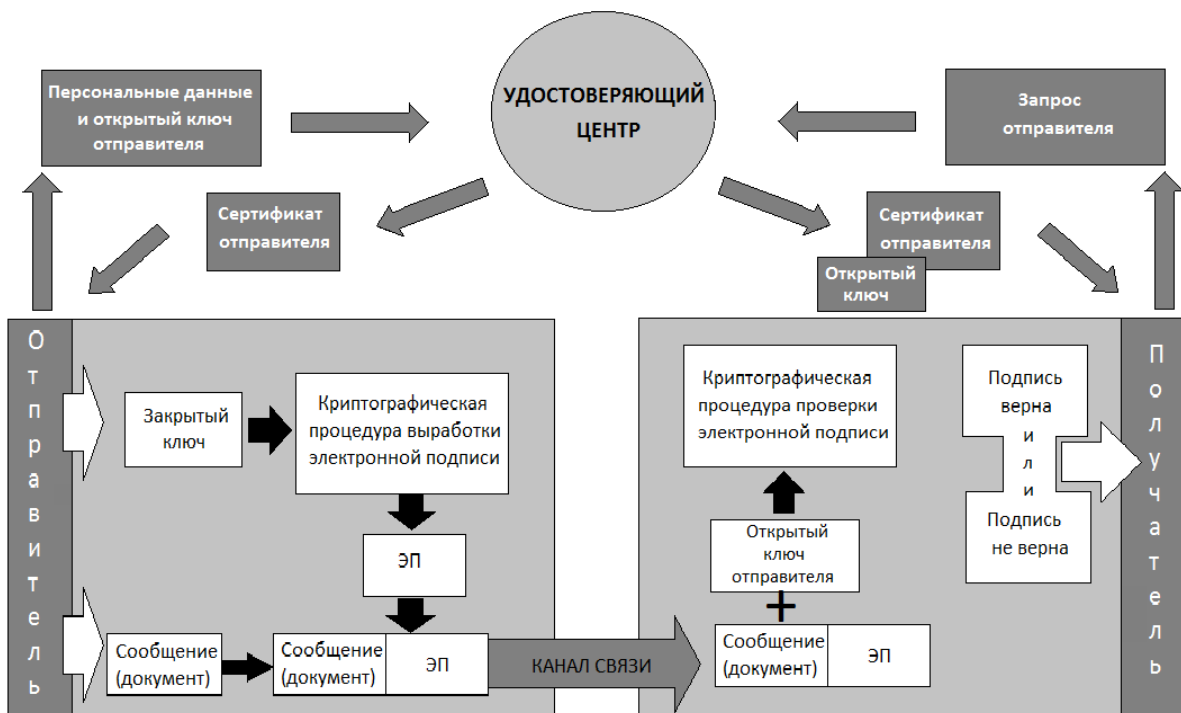 УДОСТОВЕРЯЮЩИЙ
ЦЕНТР
Персональные данные
и открытый ключ
отправителя
Запрос
отправителя
Сертификат
отправителя
Сертификат
отправителя
Открытый
ключ
Отправитель
Закрытый
ключ
Криптографическая
процедура выработки
электронной подписи
ЭП
Сообщение
(документ)
Сообщение
(документ)
ЭП
КАНАЛ СВЯЗИ
Криптографическая
процедура проверки
электронной подписи
Открытый
ключ
отправителя
+
Сообщение
(документ)
ЭП
Подпись
верна
или
Подпись
не верна
Получатель